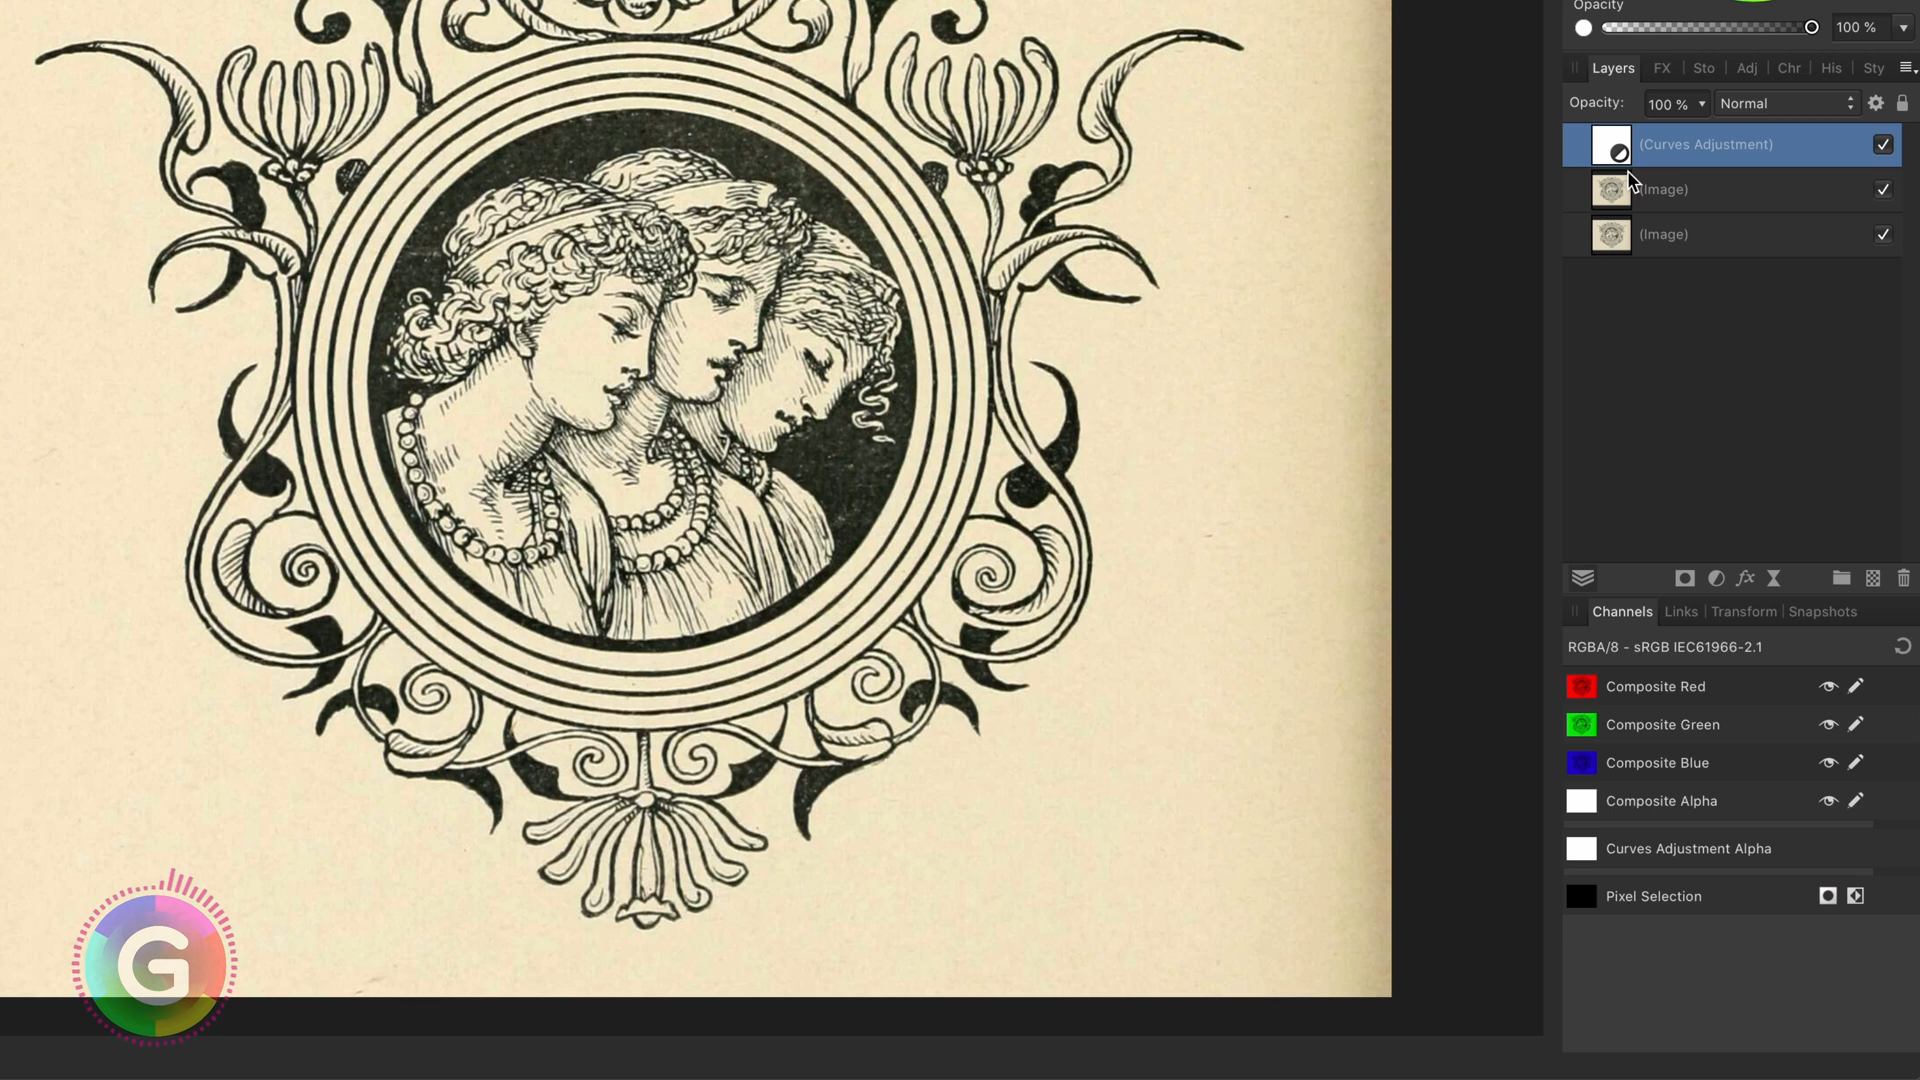 Opacity
100 %
Layers FX Sto Adj Chr His Sty
Opacity: 100 % Normal
(Curves Adjustment)
(Image)
(Image)
Channels Links Transform Snapshots
RGBA/8 - sRGB IEC61966-2.1
Composite Red
Composite Green
Composite Blue
Composite Alpha
Curves Adjustment Alpha
Pixel Selection
G